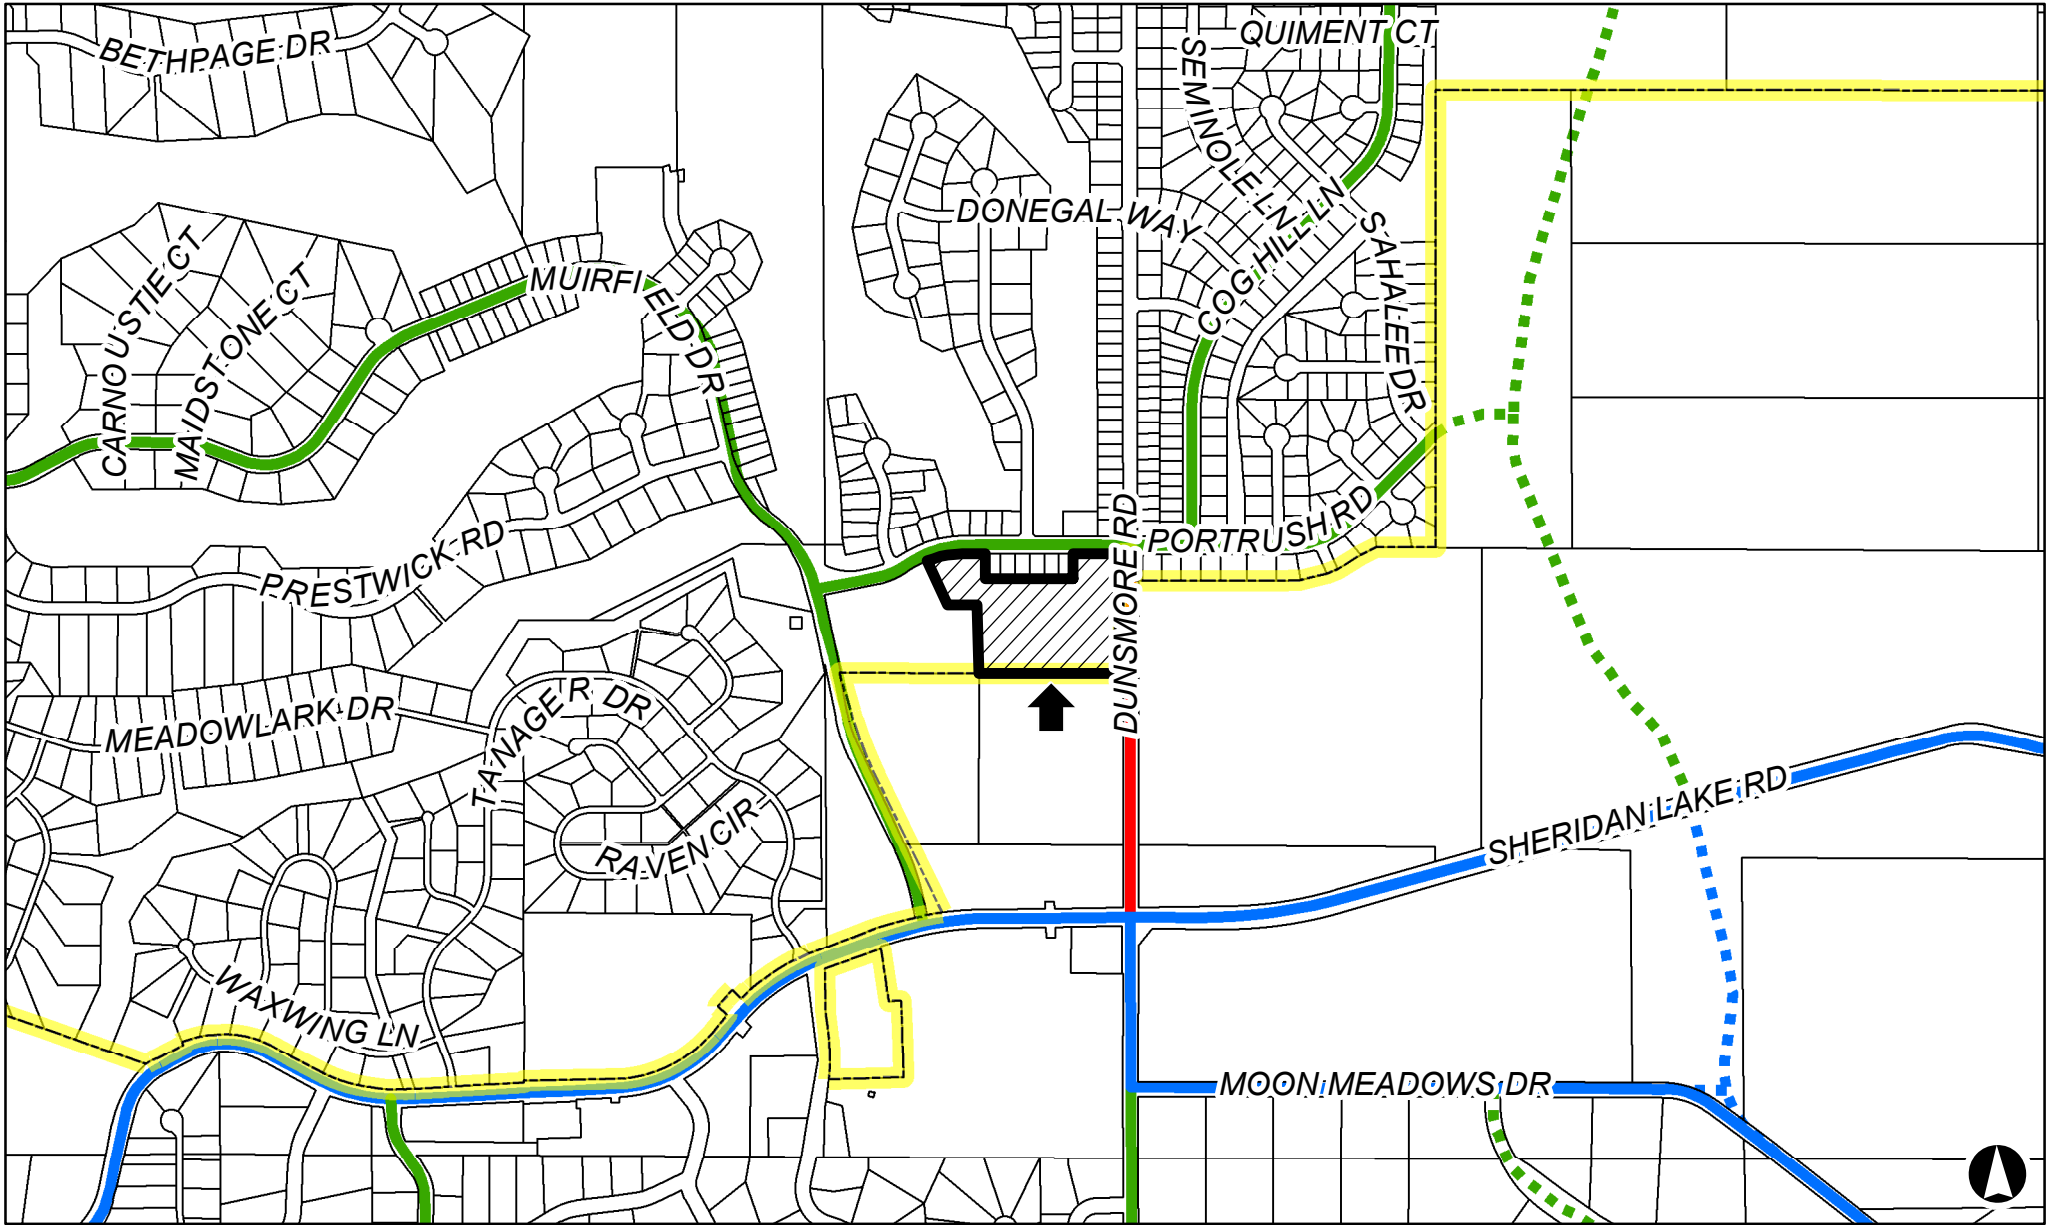 BETHPAGE DR
QUIMENT CT
SEMINOLE LN
DONEGAL WAY
COG HILL LN
SAHALEE DR
CARNOUSTIE CT
MAIDSTONE CT
MUIRFIELD DR
PRESTWICK RD
DUNSMORE RD
PORTRUSH RD
MEADOWLARK DR
TANAGER DR
RAVEN CIR
SHERIDAN LAKE RD
WAXWING LN
MOON MEADOWS DR